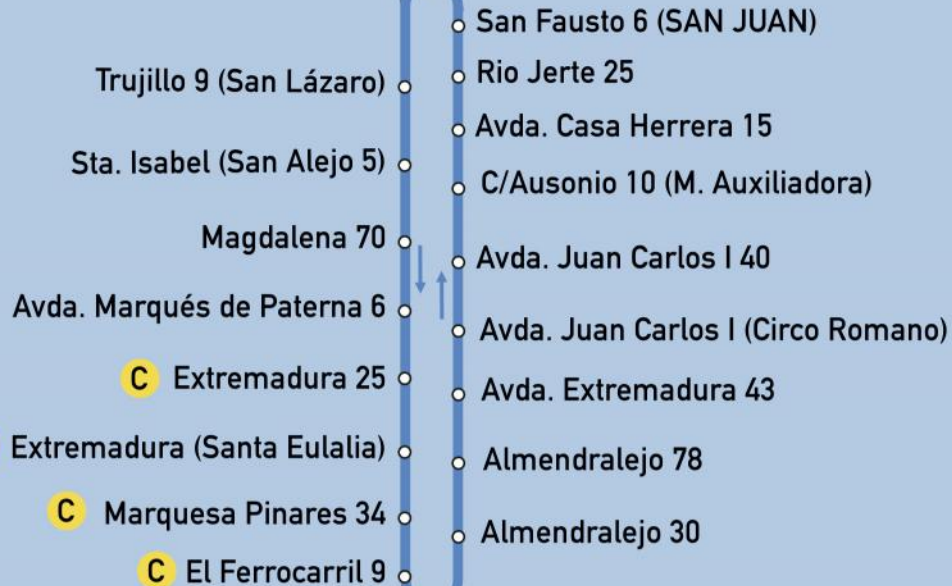 San Fausto 6 (SAN JUAN)
Rio Jerte 25
Trujillo 9 (San Lázaro)
Avda. Casa Herrera 15
Sta. Isabel (San Alejo 5)
C/Ausonio 10 (M. Auxiliadora)
Magdalena 70
Avda. Juan Carlos I 40
Avda. Marqués de Paterna 6
Avda. Juan Carlos I (Circo Romano)
C Extremadura 25
Avda. Extremadura 43
Extremadura (Santa Eulalia)
Almendralejo 78
C Marquesa Pinares 34
Almendralejo 30
C El Ferrocarril 9